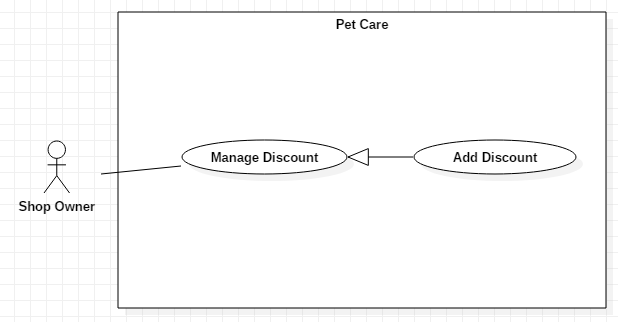 Pet Care
Manage Discount
Add Discount
Shop Owner